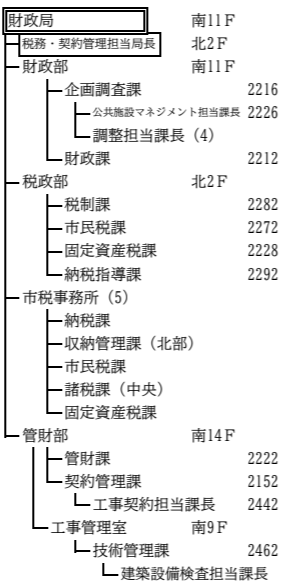 財政局 南11F
税務・契約管理担当局長 北2F
財政部 南11F
企画調査課 2216
公共施設マネジメント担当課長 2226
調整担当課長（4）
財政課 2212
税政部 北2F
税制課 2282
市民税課 2272
固定資産税課 2228
納税指導課 2292
市税事務所（5）
納税課
収納管理課（北部）
市民税課
諸税課（中央）
固定資産税課
管財部 南14F
管財課 2222
契約管理課 2152
工事契約担当課長 2442
工事管理室 南9F
技術管理課 2462
建築設備検査担当課長